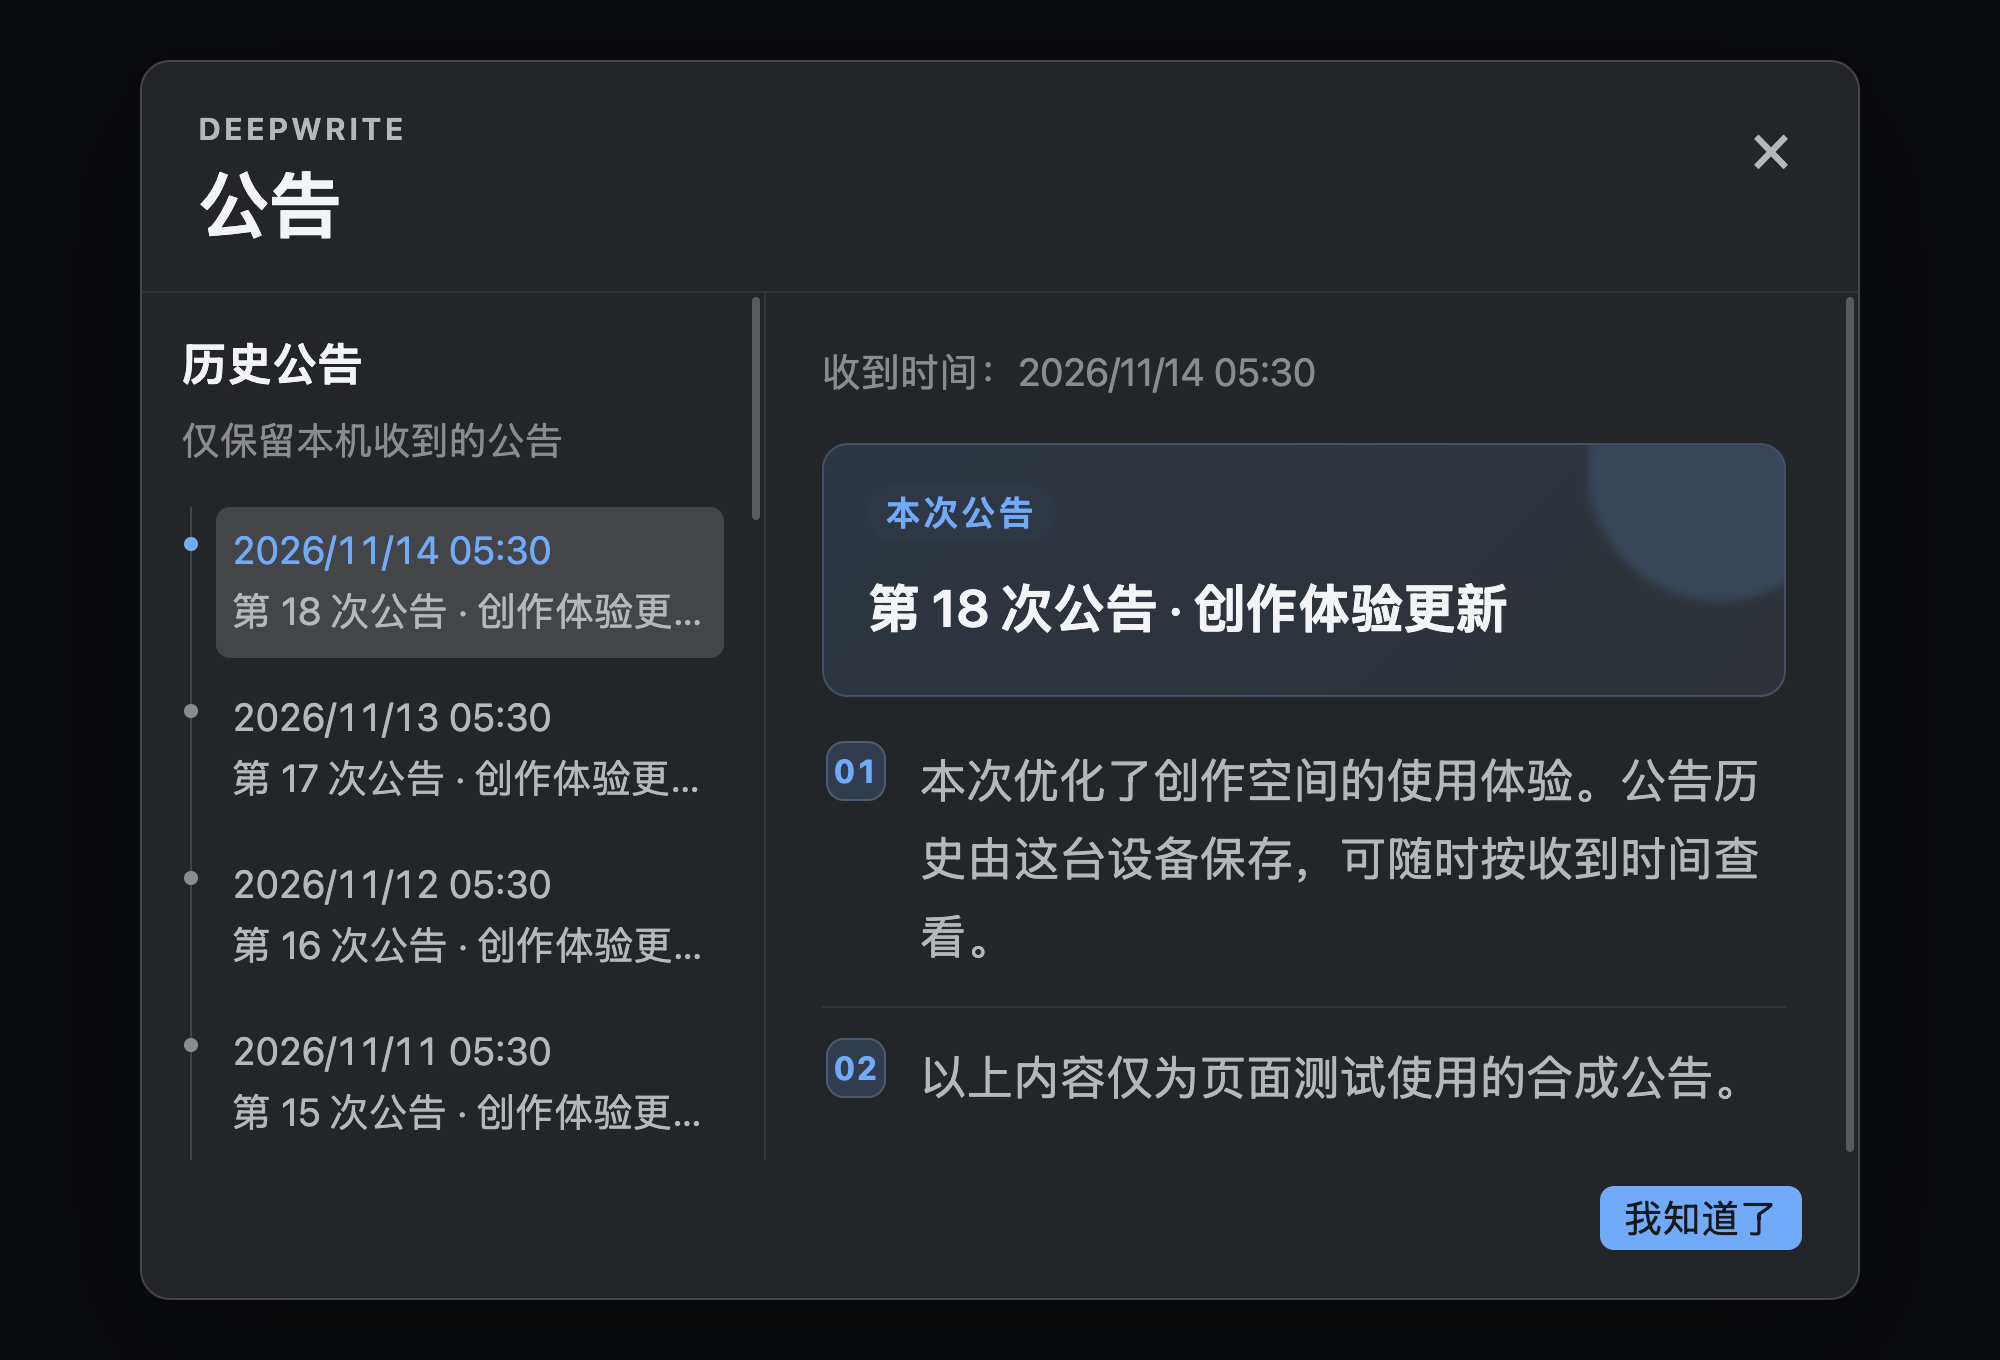 DEEPWRITE
公告
历史公告
仅保留本机收到的公告
2026/11/14 05:30
第 18 次公告 · 创作体验更...
2026/11/13 05:30
第 17 次公告 · 创作体验更...
2026/11/12 05:30
第 16 次公告 · 创作体验更...
2026/11/11 05:30
第 15 次公告 · 创作体验更...
收到时间：2026/11/14 05:30
本次公告
第 18 次公告 · 创作体验更新
01
本次优化了创作空间的使用体验。公告历
史由这台设备保存，可随时按收到时间查
看。
02
以上内容仅为页面测试使用的合成公告。
我知道了